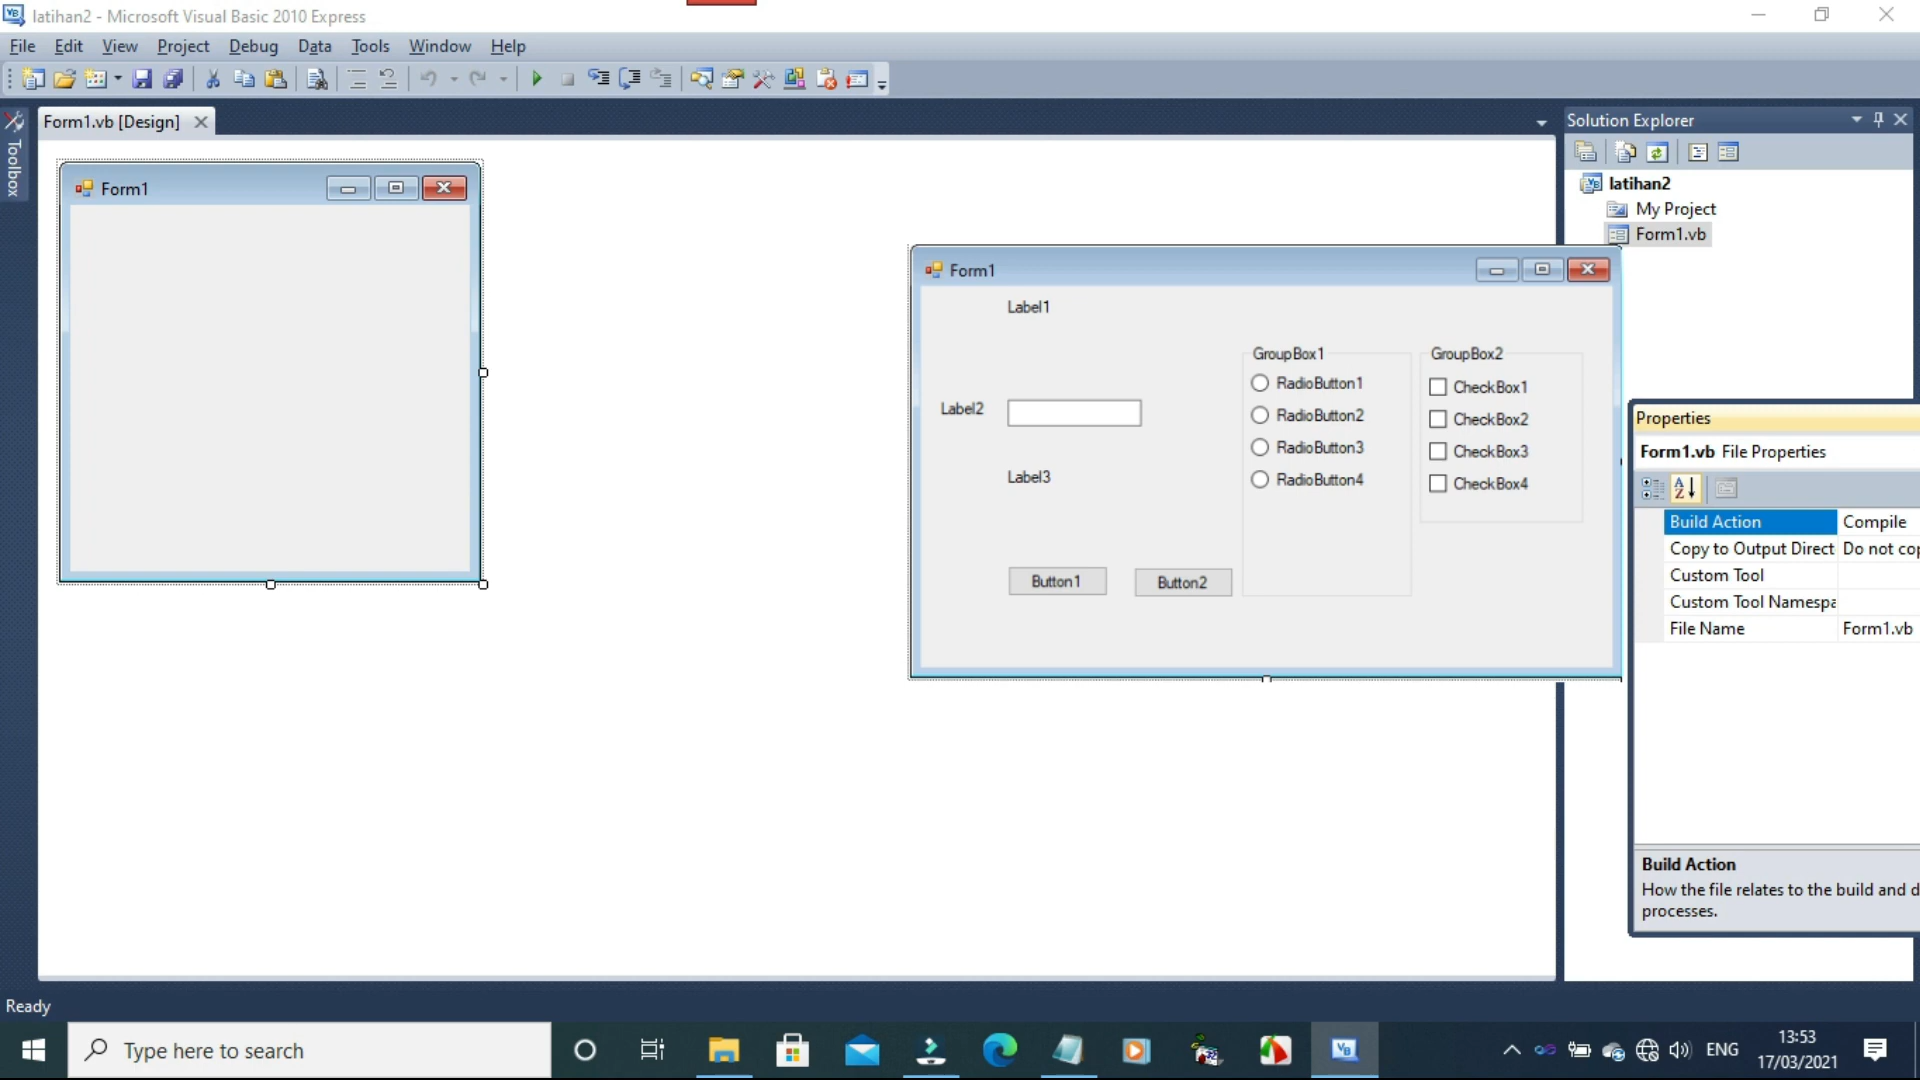 latihan2 - Microsoft Visual Basic 2010 Express
File Edit View Project Debug Data Tools Window Help
Form1.vb [Design]
Solution Explorer
Toolbox
latihan2
My Project
Form1.vb
Form1
Form1
Label1
GroupBox1
GroupBox2
RadioButton1
CheckBox1
Label2
RadioButton2
CheckBox2
RadioButton3
CheckBox3
Label3
RadioButton4
CheckBox4
Button1
Button2
Properties
Form1.vb File Properties
Build Action Compile
Copy to Output Direct Do not cop
Custom Tool
Custom Tool Namespa
File Name Form1.vb
Build Action
How the file relates to the build and d
processes.
Ready
Type here to search
ENG
13:53
17/03/2021